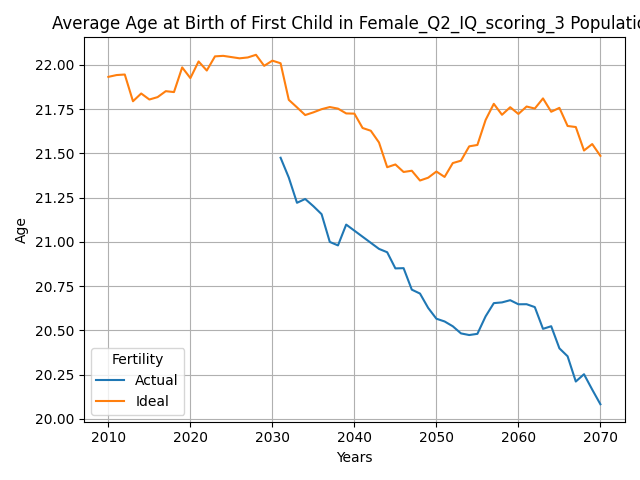 Average Age at Birth of First Child in Female_Q2_IQ_scoring_3 Populatio
22.00
21.75
21.50
21.25
21.00
20.75
20.50
20.25
20.00
Age
Fertility
Actual
Ideal
2010 2020 2030 2040 2050 2060 2070
Years